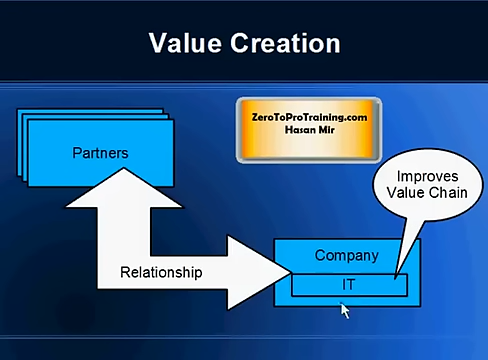 Value Creation
ZeroToProTraining.com
Hasan Mir
Partners
Improves
Value Chain
Relationship
Company
IT